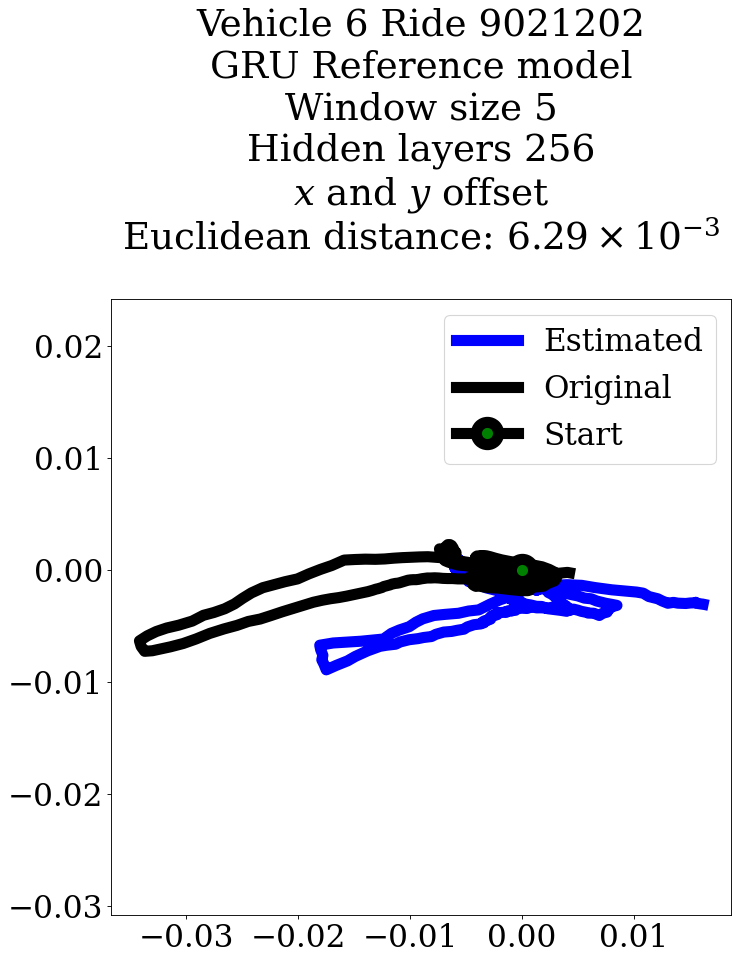 Vehicle 6 Ride 9021202
GRU Reference model
Window size 5
Hidden layers 256
x and y offset
Euclidean distance: 6.29 × 10⁻³
Estimated
Original
Start
0.02
0.01
0.00
−0.01
−0.02
−0.03
−0.03 −0.02 −0.01 0.00 0.01